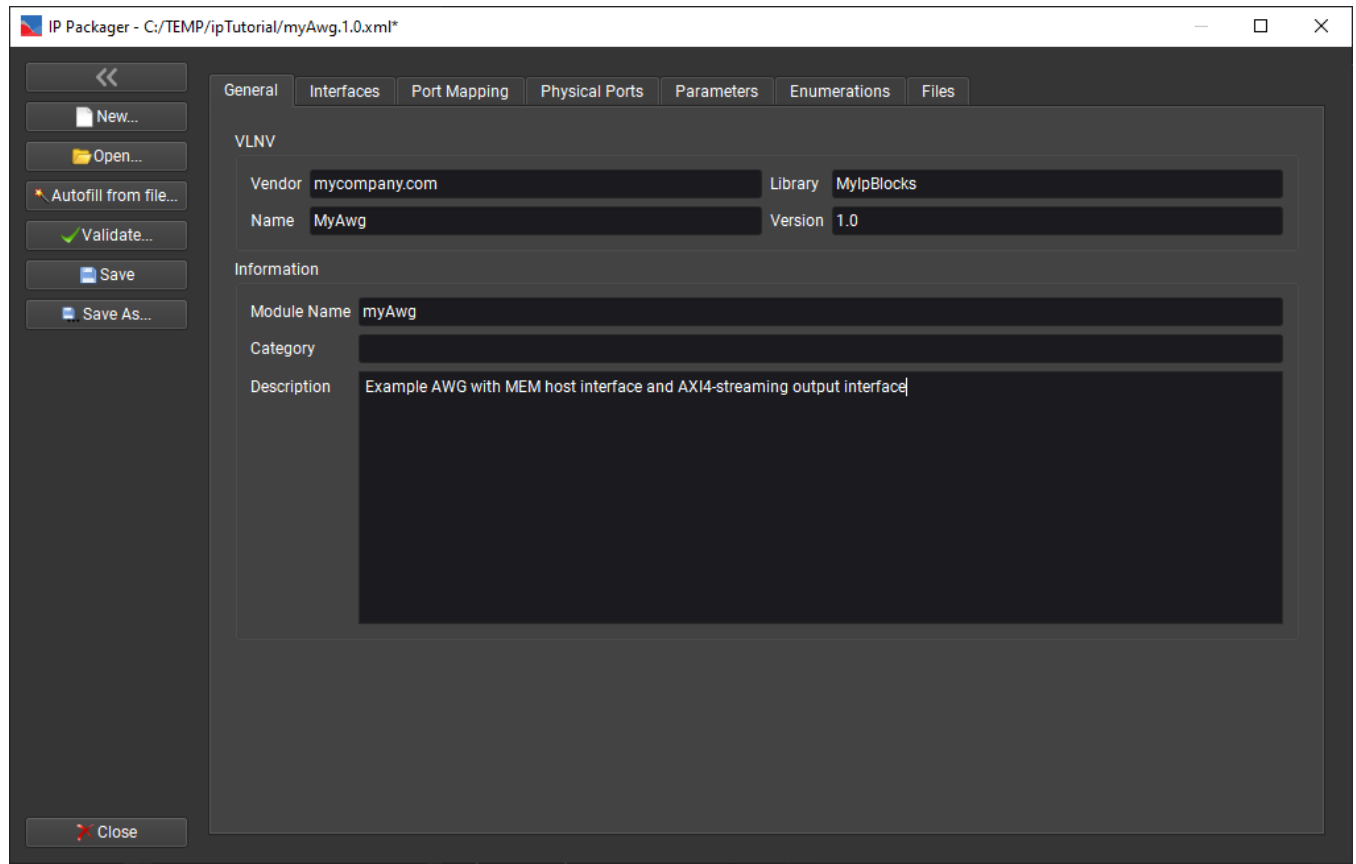 IP Packager - C:/TEMP/ipTutorial/myAwg.1.0.xml*
New...
Open...
Autofill from file...
Validate...
Save
Save As...
Close
General Interfaces Port Mapping Physical Ports Parameters Enumerations Files
VLNV
Vendor mycompany.com Library MyIpBlocks
Name MyAwg Version 1.0
Information
Module Name myAwg
Category
Description Example AWG with MEM host interface and AXI4-streaming output interface